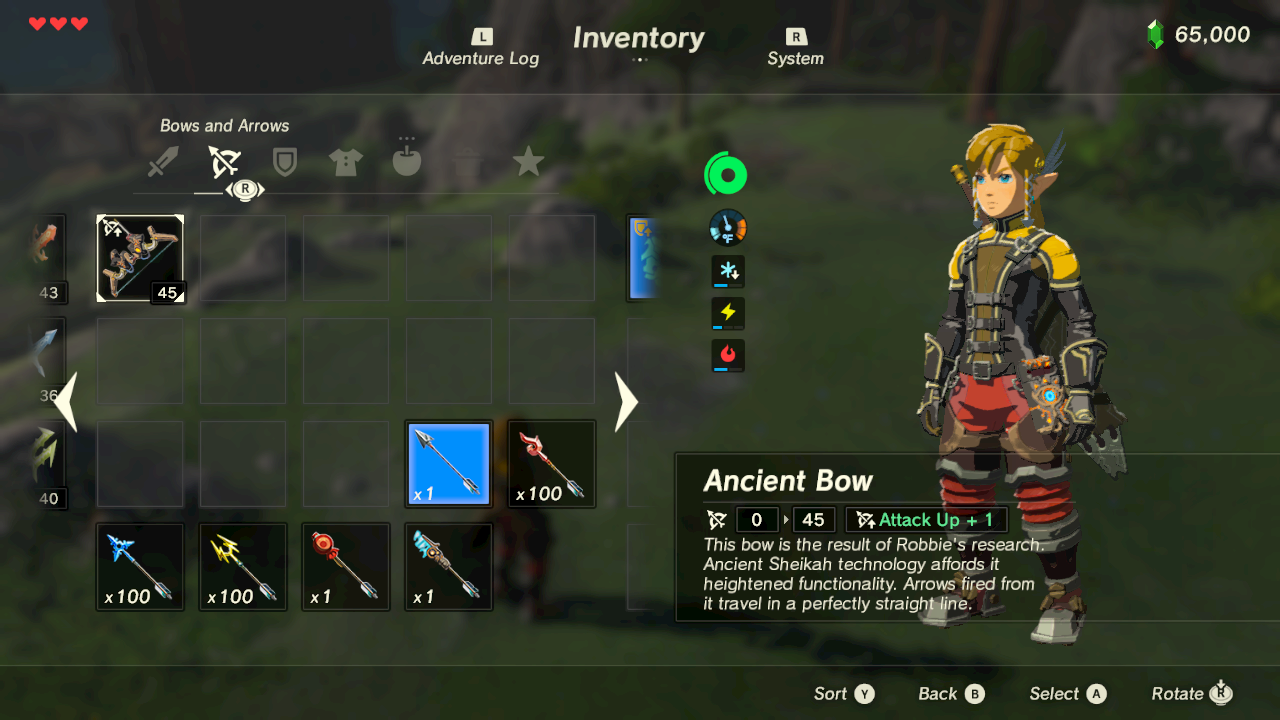 L
Inventory
R
65,000
Adventure Log
System
Bows and Arrows
R
°F
43
45
36
x1
x100
40
x100
x100
x1
x1
Ancient Bow
0
45
Attack Up + 1
This bow is the result of Robbie's research.
Ancient Sheikah technology affords it
heightened functionality. Arrows fired from
it travel in a perfectly straight line.
Sort Y
Back B
Select A
Rotate R